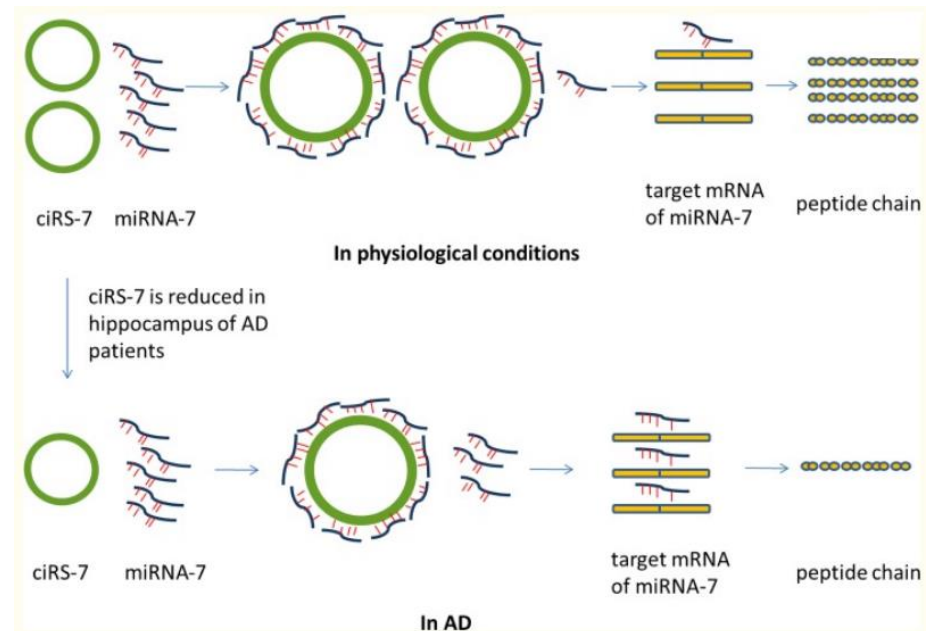 ciRS-7 miRNA-7
target mRNA
of miRNA-7
peptide chain
In physiological conditions
ciRS-7 is reduced in
hippocampus of AD
patients
ciRS-7 miRNA-7
target mRNA
of miRNA-7
peptide chain
In AD